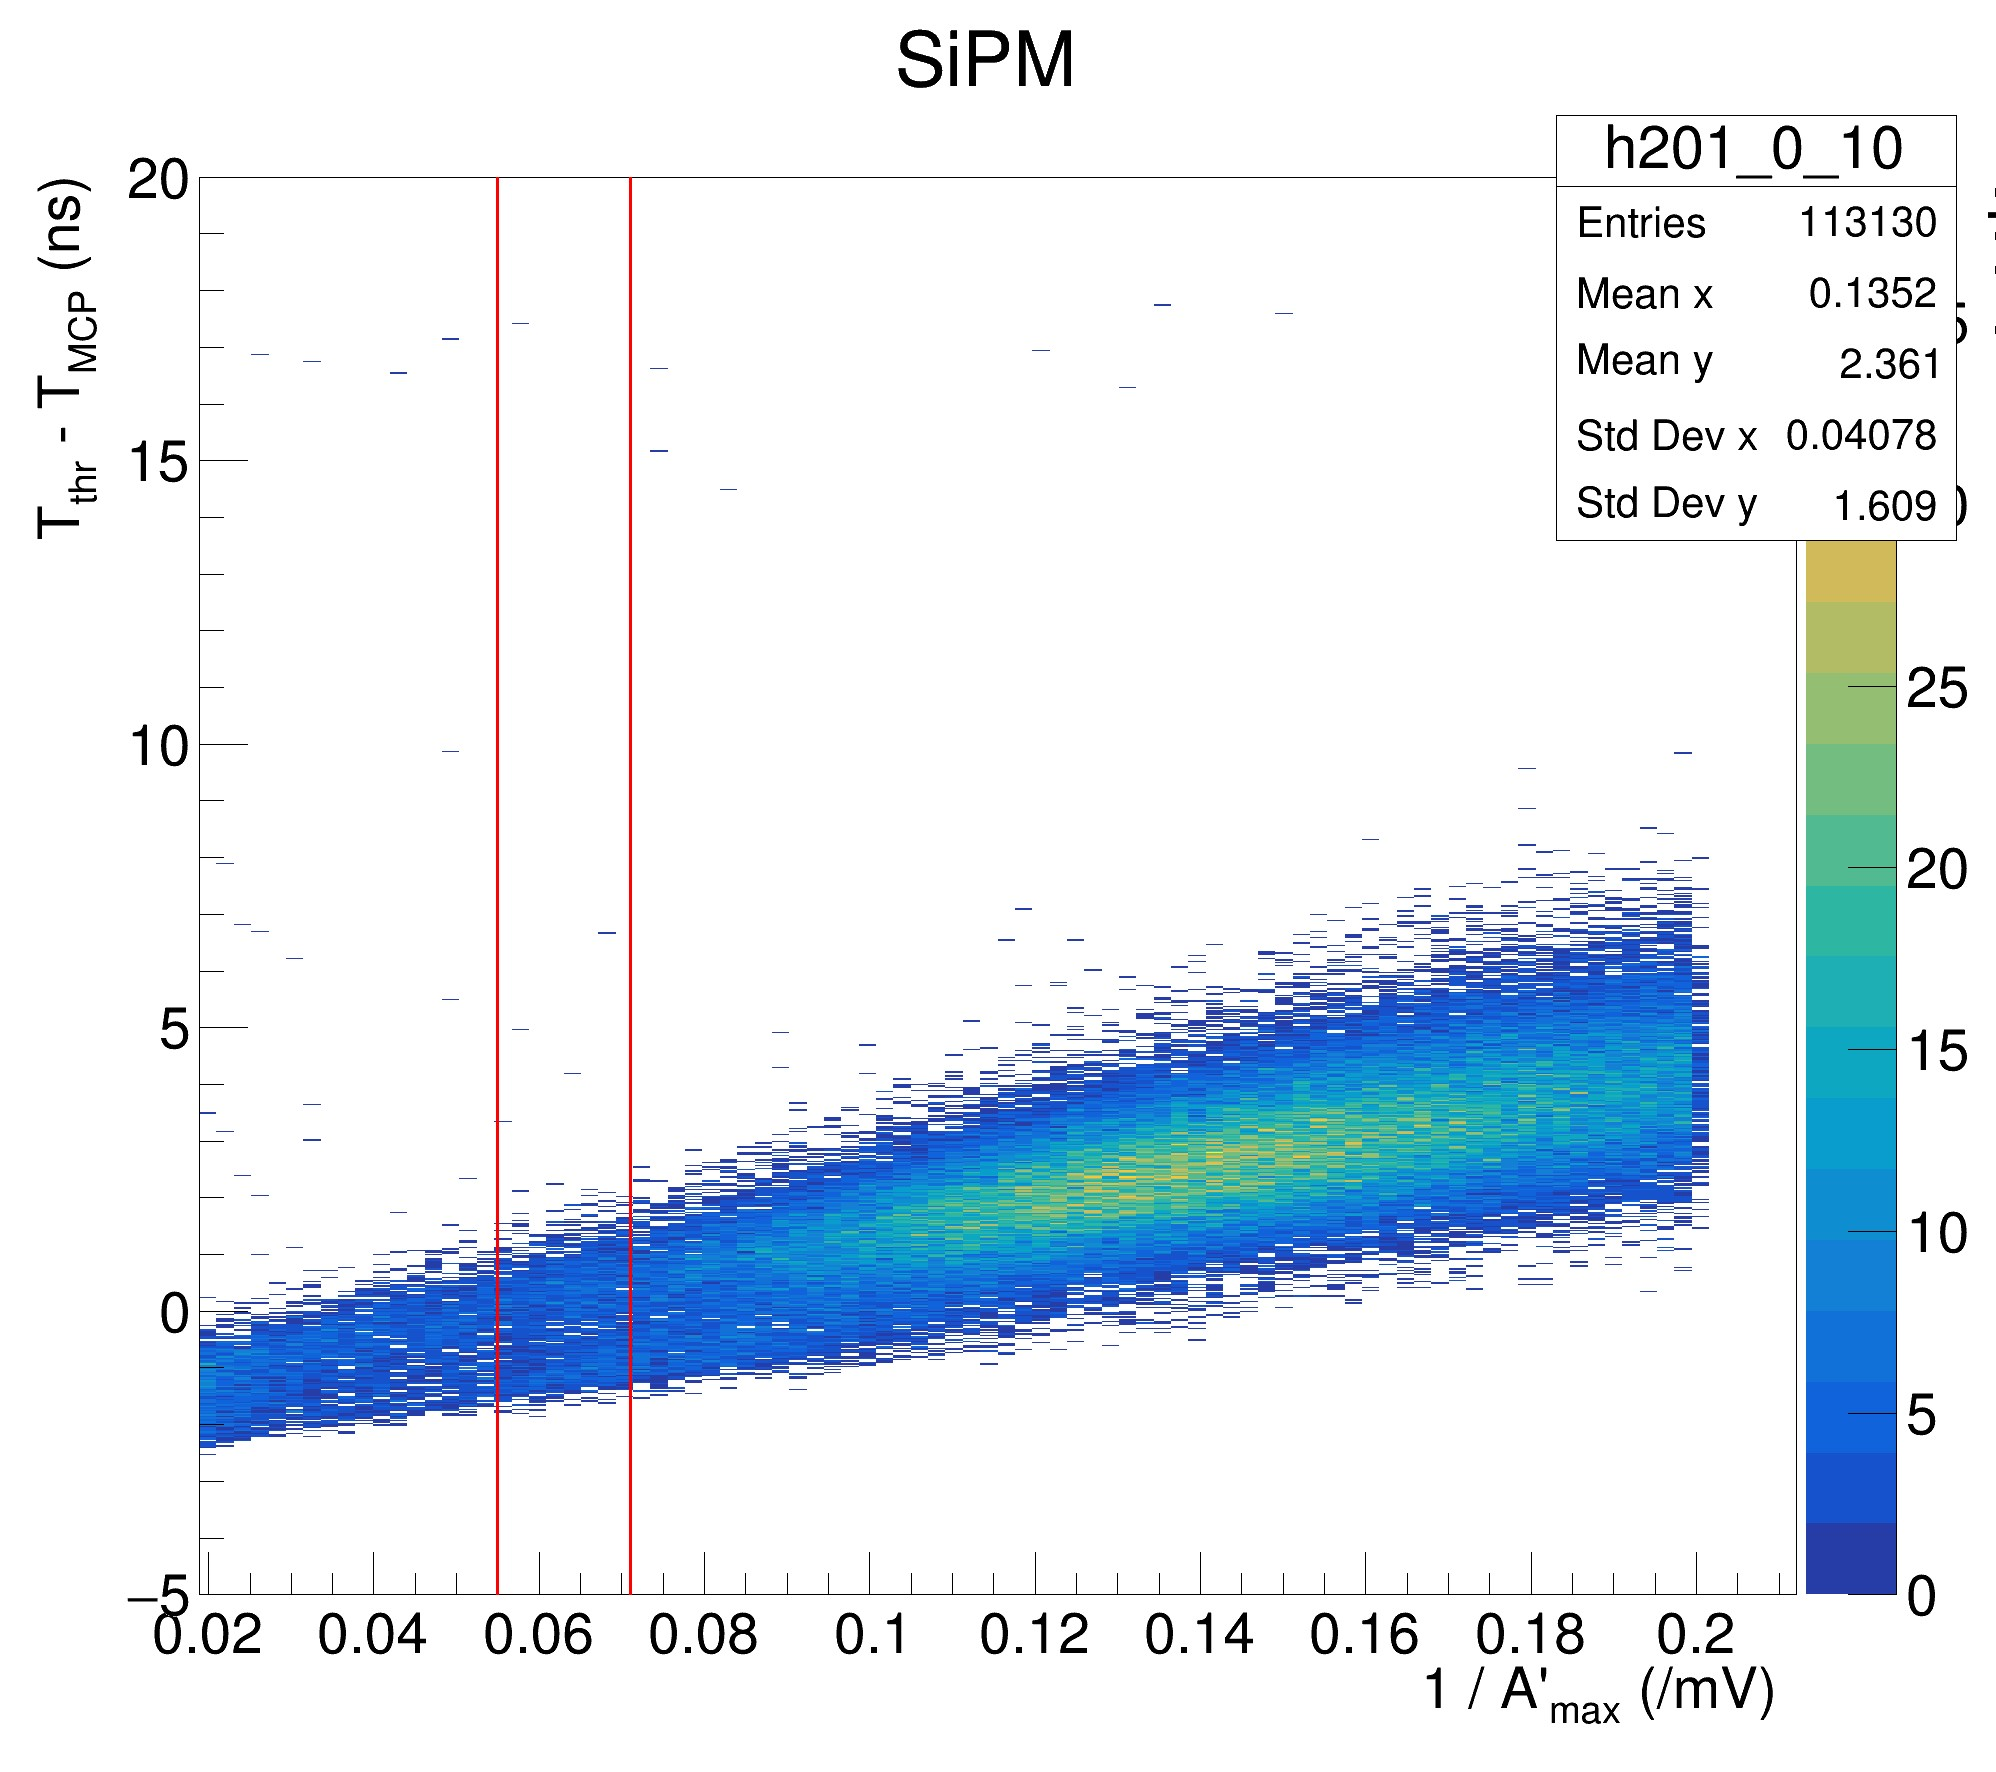 SiPM
h201_0_10
Entries 113130
Mean x 0.1352
Mean y 2.361
Std Dev x 0.04078
Std Dev y 1.609
T_thr - T_MCP (ns)
20
15
10
5
0
−5
0.02 0.04 0.06 0.08 0.1 0.12 0.14 0.16 0.18 0.2
1 / A'_max (/mV)
25
20
15
10
5
0